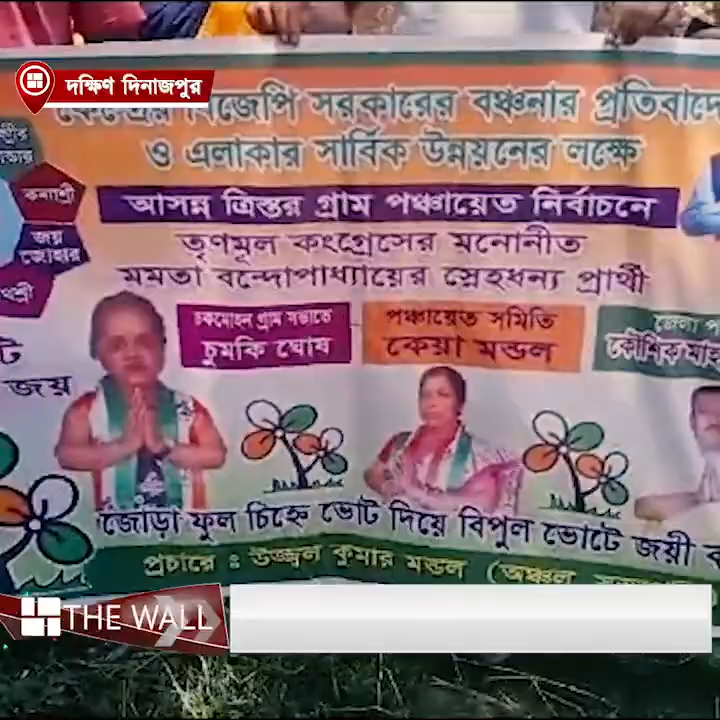 দক্ষিণ দিনাজপুর
কেন্দ্রের বিজেপি সরকারের বঞ্চনার প্রতিবাদে
ও এলাকার সার্বিক উন্নয়নের লক্ষে
কন্যাশ্রী
আসন্ন ত্রিস্তর গ্রাম পঞ্চায়েত নির্বাচনে
জয়
জোহার
তৃণমূল কংগ্রেসের মনোনীত
মমতা বন্দোপাধ্যায়ের স্নেহধন্য প্রার্থী
চকমোহন গ্রাম সভাতে
চুমকি ঘোষ
পঞ্চায়েত সমিতি
কেয়া মন্ডল
জেলা
কৌশিক
জয়
জোড়া ফুল চিহ্নে ভোট দিয়ে বিপুল ভোটে জয়ী
প্রচারে : উজ্জ্বল কুমার মন্ডল (অঞ্চল
THE WALL